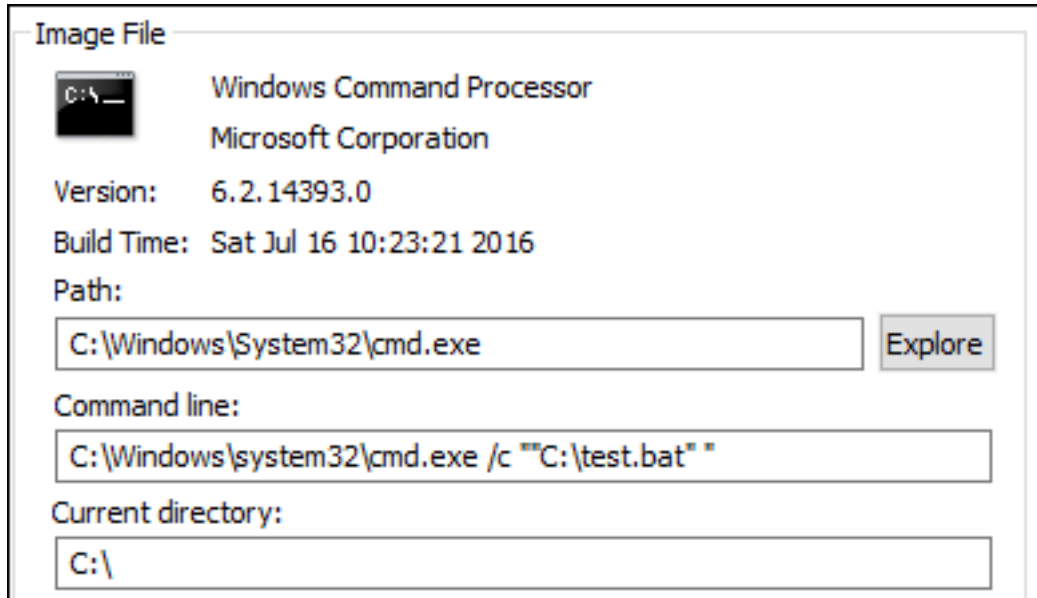 Image File
C:\
Windows Command Processor
Microsoft Corporation
Version: 6.2.14393.0
Build Time: Sat Jul 16 10:23:21 2016
Path:
C:\Windows\System32\cmd.exe Explore
Command line:
C:\Windows\system32\cmd.exe /c ""C:\test.bat" "
Current directory:
C:\